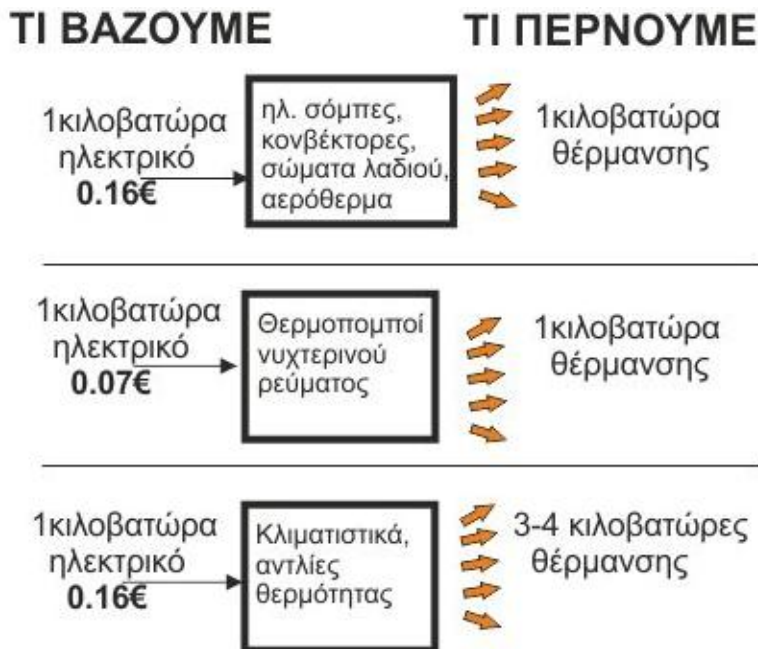 ΤΙ ΒΑΖΟΥΜΕ
ΤΙ ΠΕΡΝΟΥΜΕ
1κιλοβατώρα
ηλεκτρικό
0.16€
ηλ. σόμπες,
κονβέκτορες,
σώματα λαδιού,
αερόθερμα
1κιλοβατώρα
θέρμανσης
1κιλοβατώρα
ηλεκτρικό
0.07€
Θερμοπομποί
νυχτερινού
ρεύματος
1κιλοβατώρα
θέρμανσης
1κιλοβατώρα
ηλεκτρικό
0.16€
Κλιματιστικά,
αντλίες
θερμότητας
3-4 κιλοβατώρες
θέρμανσης